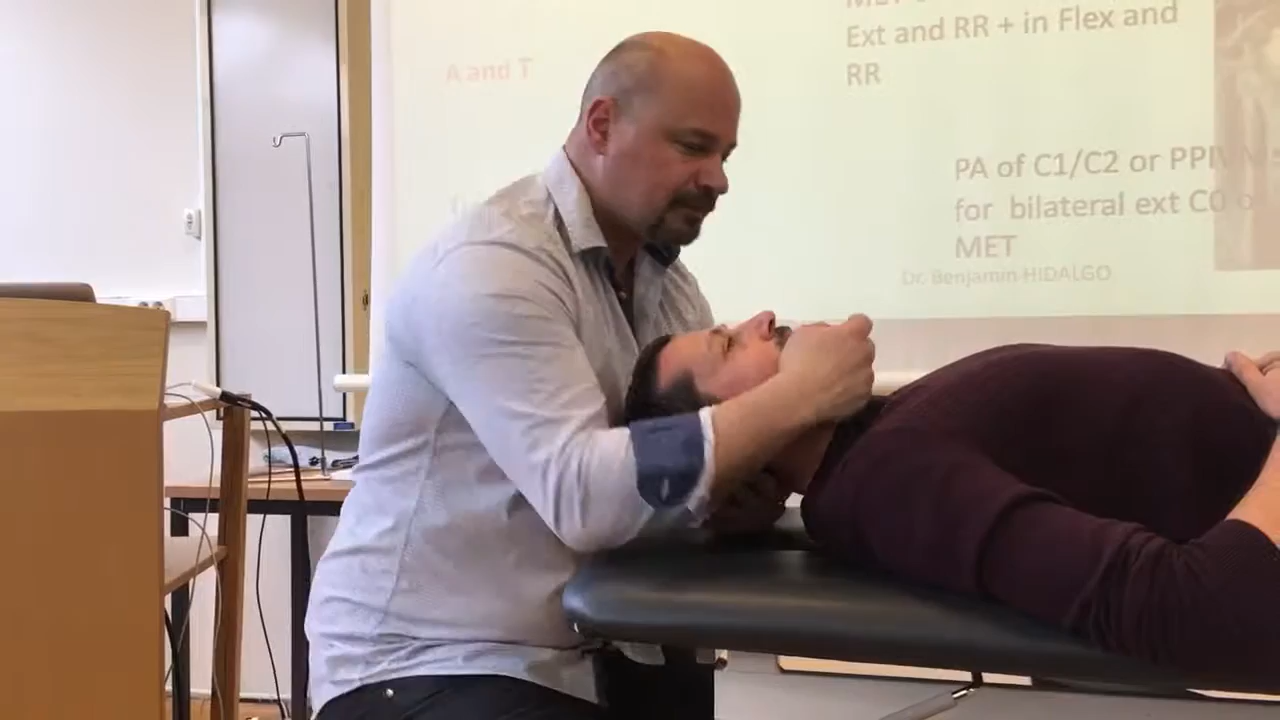 Ext and RR + in Flex and
RR
A and T
PA of C1/C2 or PPIV
for bilateral ext C0 o
MET
Dr. Benjamin HIDALGO